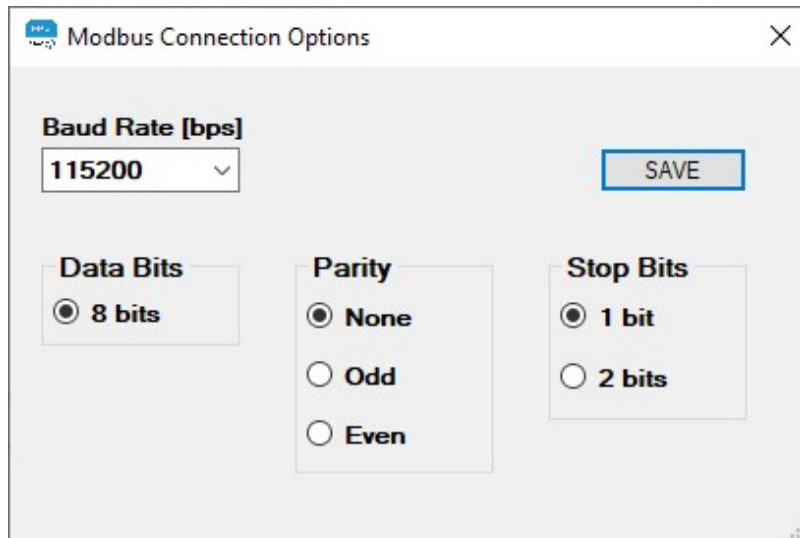 Modbus Connection Options
Baud Rate [bps]
115200
SAVE
Data Bits
8 bits
Parity
None
Odd
Even
Stop Bits
1 bit
2 bits